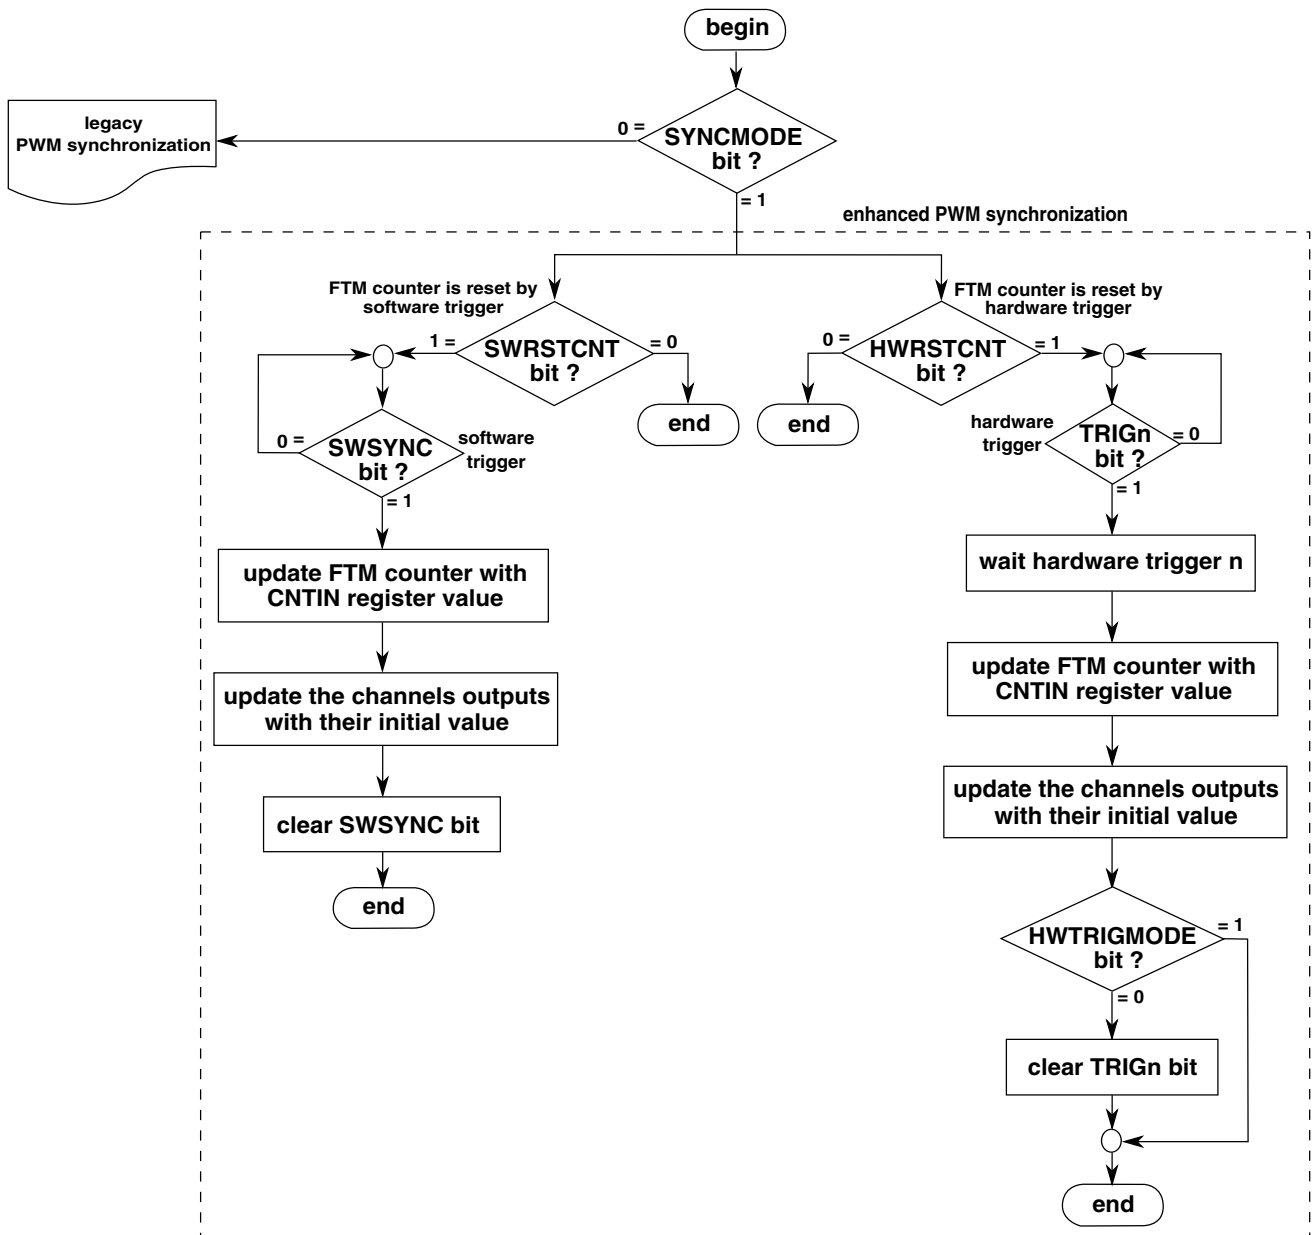 begin
legacy
PWM synchronization
0 =
SYNCMODE
bit ?
= 1
enhanced PWM synchronization
FTM counter is reset by
software trigger
FTM counter is reset by
hardware trigger
1 =
SWRSTCNT
bit ?
= 0
0 =
HWRSTCNT
bit ?
= 1
end
end
0 =
SWSYNC
bit ?
software
trigger
= 1
hardware
trigger
TRIGn
bit ?
= 0
= 1
update FTM counter with
CNTIN register value
wait hardware trigger n
update the channels outputs
with their initial value
update FTM counter with
CNTIN register value
clear SWSYNC bit
update the channels outputs
with their initial value
end
HWTRIGMODE
bit ?
= 1
= 0
clear TRIGn bit
end